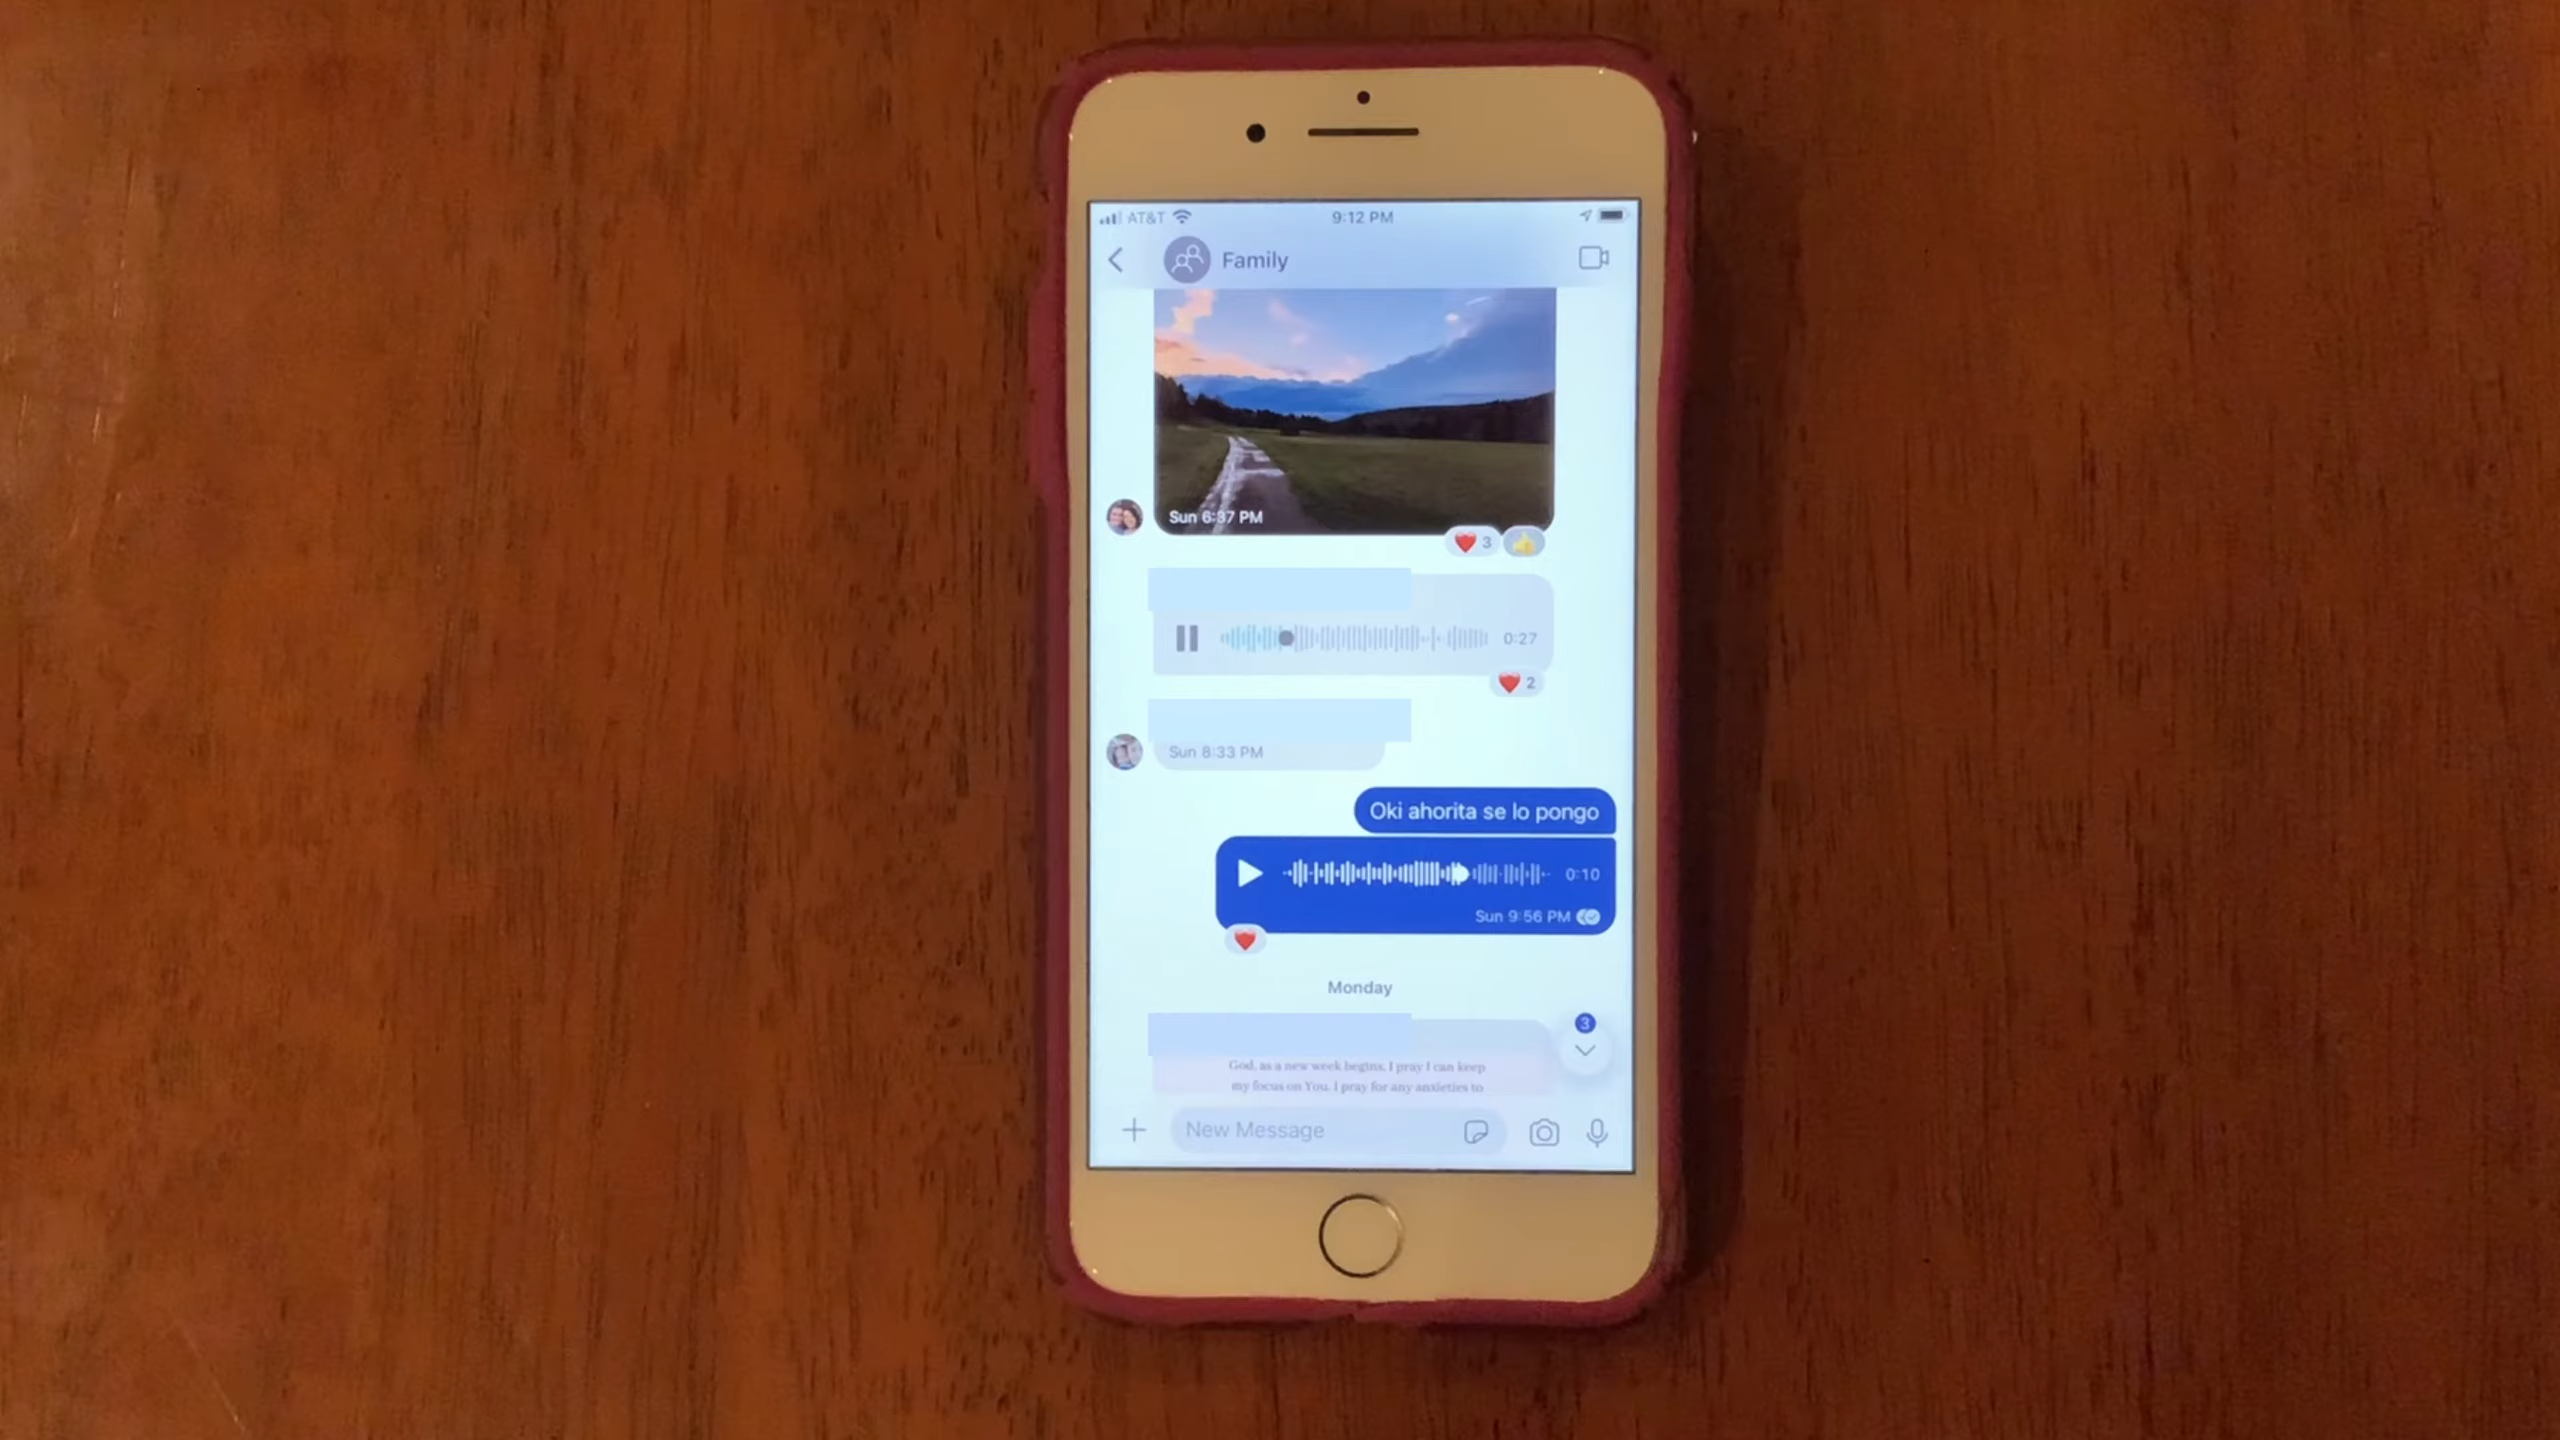 AT&T 9:12 PM
Family
Sun 6:37 PM
3
0:27
2
Sun 8:33 PM
Oki ahorita se lo pongo
0:10
Sun 9:56 PM
Monday
3
God, as a new week begins, I pray I can keep
my focus on You. I pray for any anxieties to
New Message